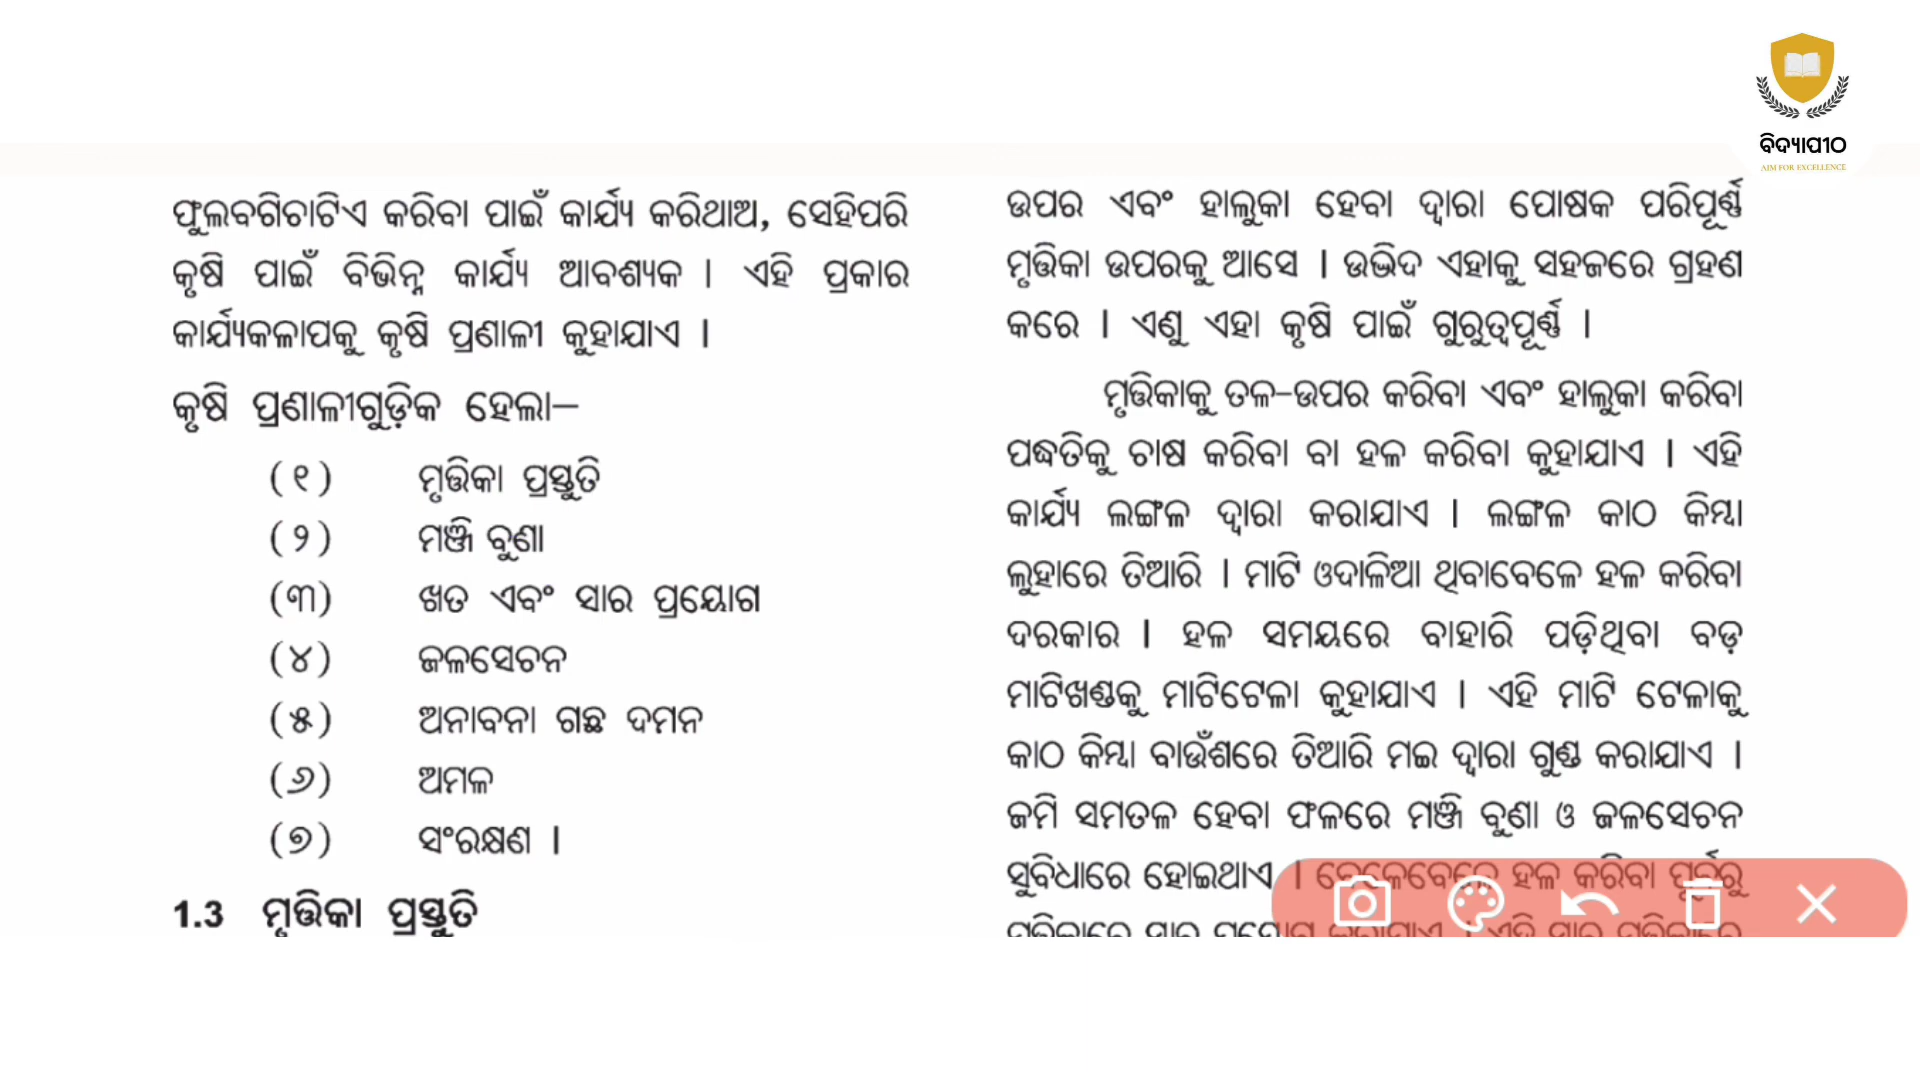 ବିଦ୍ୟାପୀଠ
AIM FOR EXCELLENCE
ଫୁଲବଗିଚାଟିଏ କରିବା ପାଇଁ କାର୍ଯ୍ୟ କରିଥାଅ, ସେହିପରି
କୃଷି ପାଇଁ ବିଭିନ୍ନ କାର୍ଯ୍ୟ ଆବଶ୍ୟକ । ଏହି ପ୍ରକାର
କାର୍ଯ୍ୟକଳାପକୁ କୃଷି ପ୍ରଣାଳୀ କୁହାଯାଏ ।
କୃଷି ପ୍ରଣାଳୀଗୁଡ଼ିକ ହେଲା–
(୧) ମୃତ୍ତିକା ପ୍ରସ୍ତୁତି
(୨) ମଞ୍ଜି ବୁଣା
(୩) ଖତ ଏବଂ ସାର ପ୍ରୟୋଗ
(୪) ଜଳସେଚନ
(୫) ଅନାବନା ଗଛ ଦମନ
(୬) ଅମଳ
(୭) ସଂରକ୍ଷଣ ।
1.3 ମୃତ୍ତିକା ପ୍ରସ୍ତୁତି
ଉପର ଏବଂ ହାଲୁକା ହେବା ଦ୍ୱାରା ପୋଷକ ପରିପୂର୍ଣ୍ଣ
ମୃତ୍ତିକା ଉପରକୁ ଆସେ । ଉଦ୍ଭିଦ ଏହାକୁ ସହଜରେ ଗ୍ରହଣ
କରେ । ଏଣୁ ଏହା କୃଷି ପାଇଁ ଗୁରୁତ୍ୱପୂର୍ଣ୍ଣ ।
ମୃତ୍ତିକାକୁ ତଳ-ଉପର କରିବା ଏବଂ ହାଲୁକା କରିବା
ପଦ୍ଧତିକୁ ଚାଷ କରିବା ବା ହଳ କରିବା କୁହାଯାଏ । ଏହି
କାର୍ଯ୍ୟ ଲଙ୍ଗଳ ଦ୍ୱାରା କରାଯାଏ । ଲଙ୍ଗଳ କାଠ କିମ୍ବା
ଲୁହାରେ ତିଆରି । ମାଟି ଓଦାଳିଆ ଥିବାବେଳେ ହଳ କରିବା
ଦରକାର । ହଳ ସମୟରେ ବାହାରି ପଡ଼ିଥିବା ବଡ଼
ମାଟିଖଣ୍ଡକୁ ମାଟିଟେଳା କୁହାଯାଏ । ଏହି ମାଟି ଟେଳାକୁ
କାଠ କିମ୍ବା ବାଉଁଶରେ ତିଆରି ମଇ ଦ୍ୱାରା ଗୁଣ୍ଡ କରାଯାଏ ।
ଜମି ସମତଳ ହେବା ଫଳରେ ମଞ୍ଜି ବୁଣା ଓ ଜଳସେଚନ
ସୁବିଧାରେ ହୋଇଥାଏ । କେତେବେଳେ ହଳ କରିବା ପୂର୍ବରୁ